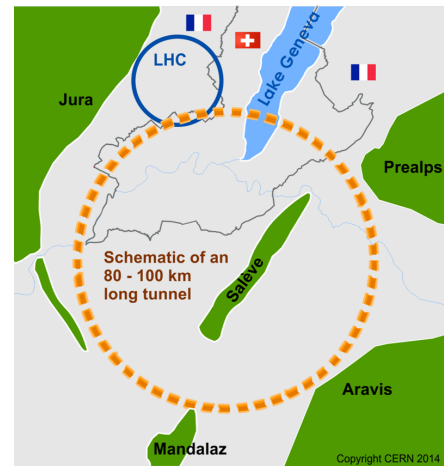 LHC
Lake Geneva
Jura
Prealps
Schematic of an
80 - 100 km
long tunnel
Salève
Aravis
Mandalaz
Copyright CERN 2014